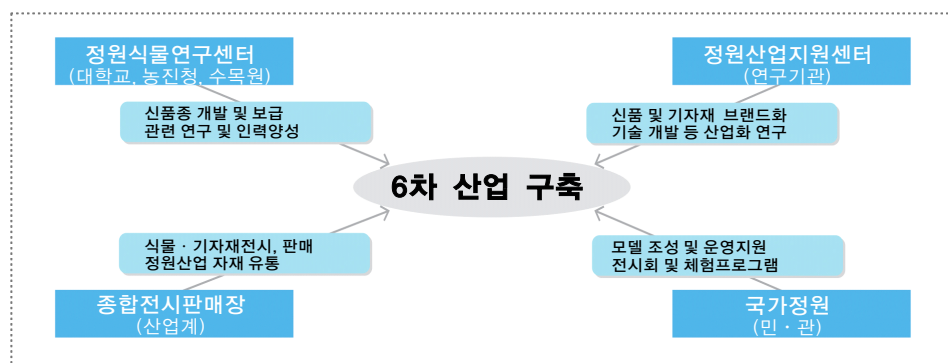 정원식물연구센터
(대학교, 농진청, 수목원)
신품종 개발 및 보급
관련 연구 및 인력양성
정원산업지원센터
(연구기관)
신품 및 기자재 브랜드화
기술 개발 등 산업화 연구
6차 산업 구축
식물 · 기자재전시, 판매
정원산업 자재 유통
종합전시판매장
(산업계)
모델 조성 및 운영지원
전시회 및 체험프로그램
국가정원
(민 · 관)